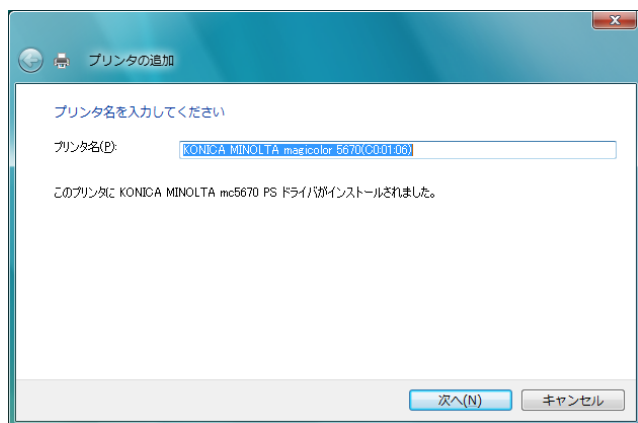 プリンタの追加
プリンタ名を入力してください
プリンタ名(P): KONICA MINOLTA magicolor 5670(C0:01:06)
このプリンタに KONICA MINOLTA mc5670 PS ドライバがインストールされました。
次へ(N) キャンセル